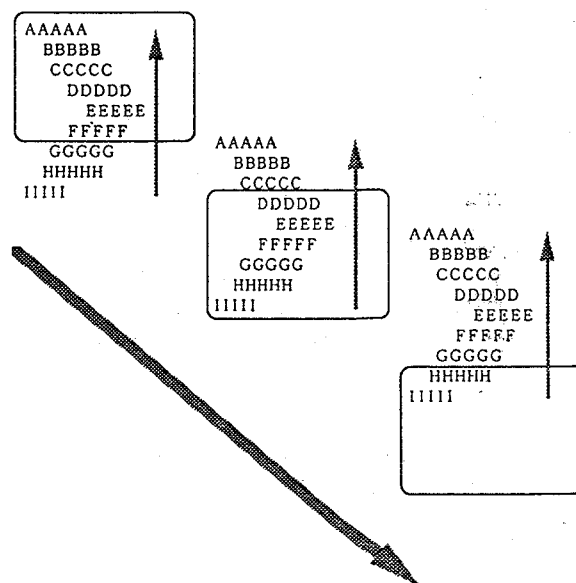 AAAAA
BBBBB
CCCCC
DDDDD
EEEEE
FFFFF
GGGGG
HHHHH
IIIII
AAAAA
BBBBB
CCCCC
DDDDD
EEEEE
FFFFF
GGGGG
HHHHH
IIIII
AAAAA
BBBBB
CCCCC
DDDDD
EEEEE
FFFFF
GGGGG
HHHHH
IIIII